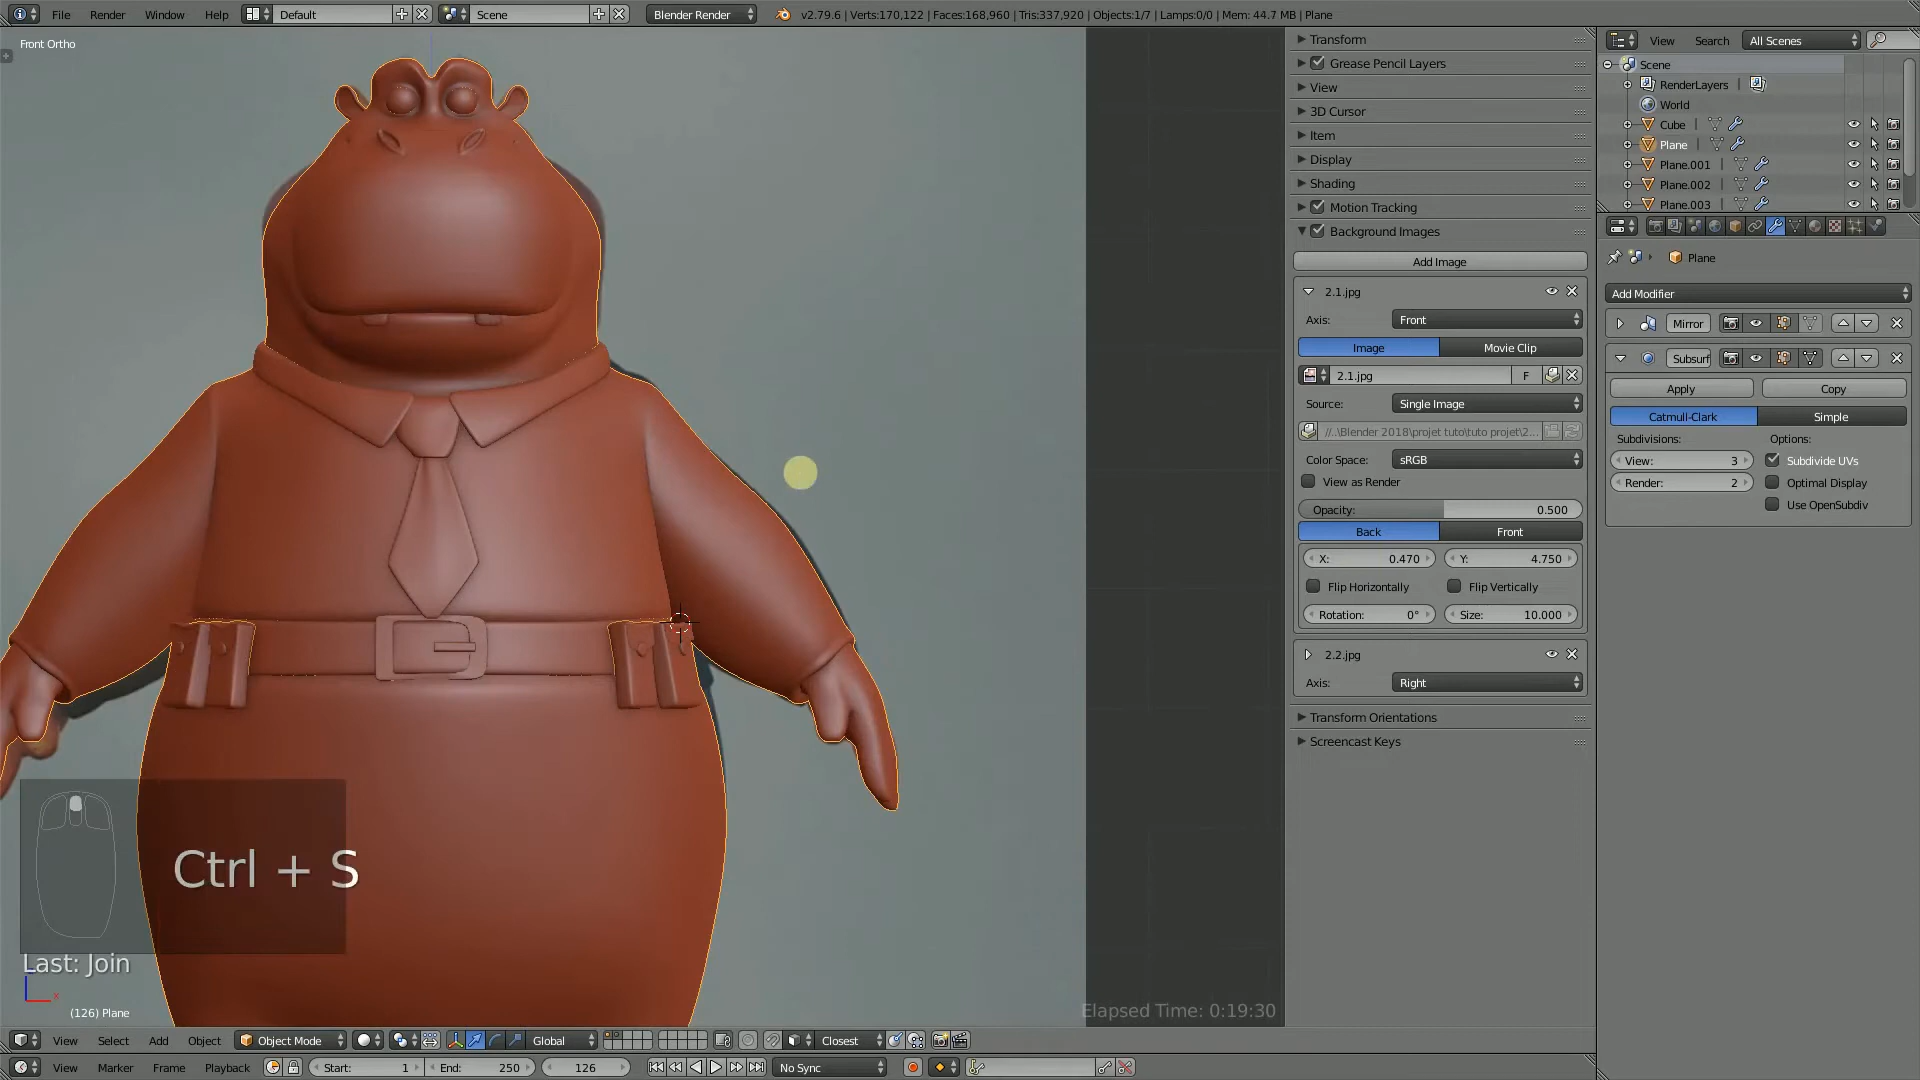 File Render Window Help Default Scene Blender Render v2.79.6 | Verts:170,122 | Faces:168,960 | Tris:337,920 | Objects:1/7 | Lamps:0/0 | Mem: 44.7 MB | Plane
Front Ortho
Ctrl + S
Last: Join
x
(126) Plane
Elapsed Time: 0:19:30
Transform
Grease Pencil Layers
View
3D Cursor
Item
Display
Shading
Motion Tracking
Background Images
Add Image
2.1.jpg
Axis: Front
Image Movie Clip
2.1.jpg F
Source: Single Image
//..\Blender 2018\projet tuto\tuto projet\2...
Color Space: sRGB
View as Render
Opacity: 0.500
Back Front
X: 0.470 Y: 4.750
Flip Horizontally Flip Vertically
Rotation: 0° Size: 10.000
2.2.jpg
Axis: Right
Transform Orientations
Screencast Keys
View Search All Scenes
Scene
RenderLayers
World
Cube
Plane
Plane.001
Plane.002
Plane.003
Plane
Add Modifier
Mirror
Subsurf
Apply Copy
Catmull-Clark Simple
Subdivisions: Options:
View: 3 Subdivide UVs
Render: 2 Optimal Display
Use OpenSubdiv
View Select Add Object Object Mode Global Closest
View Marker Frame Playback Start: 1 End: 250 126 No Sync